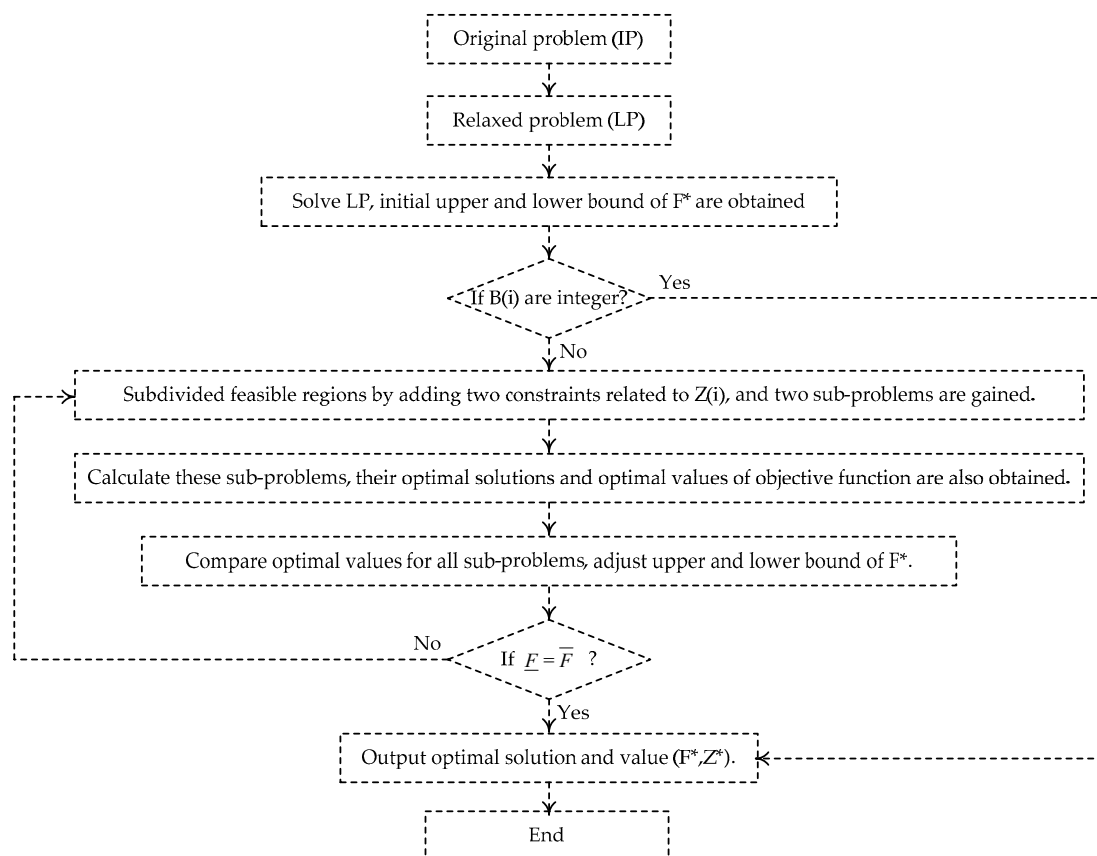 Original problem (IP)
Relaxed problem (LP)
Solve LP, initial upper and lower bound of F* are obtained
If B(i) are integer?
Yes
No
Subdivided feasible regions by adding two constraints related to Z(i), and two sub-problems are gained.
Calculate these sub-problems, their optimal solutions and optimal values of objective function are also obtained.
Compare optimal values for all sub-problems, adjust upper and lower bound of F*.
No
If F̲ = F̅ ?
Yes
Output optimal solution and value (F*,Z*).
End